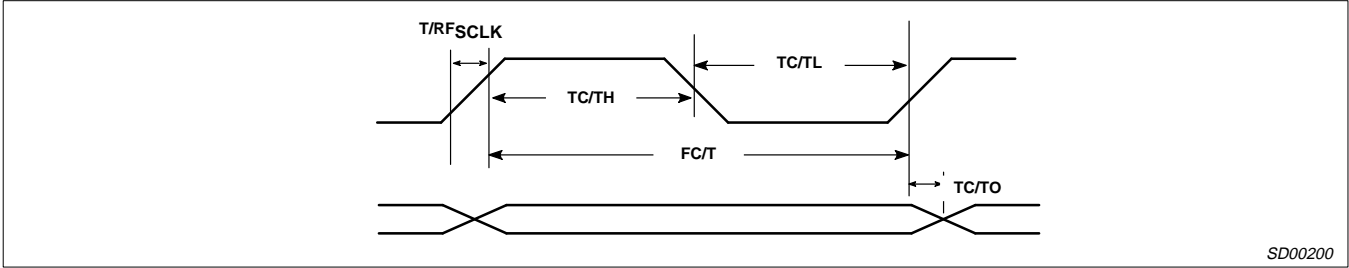 T/RFSCLK
TC/TL
TC/TH
FC/T
TC/TO
SD00200